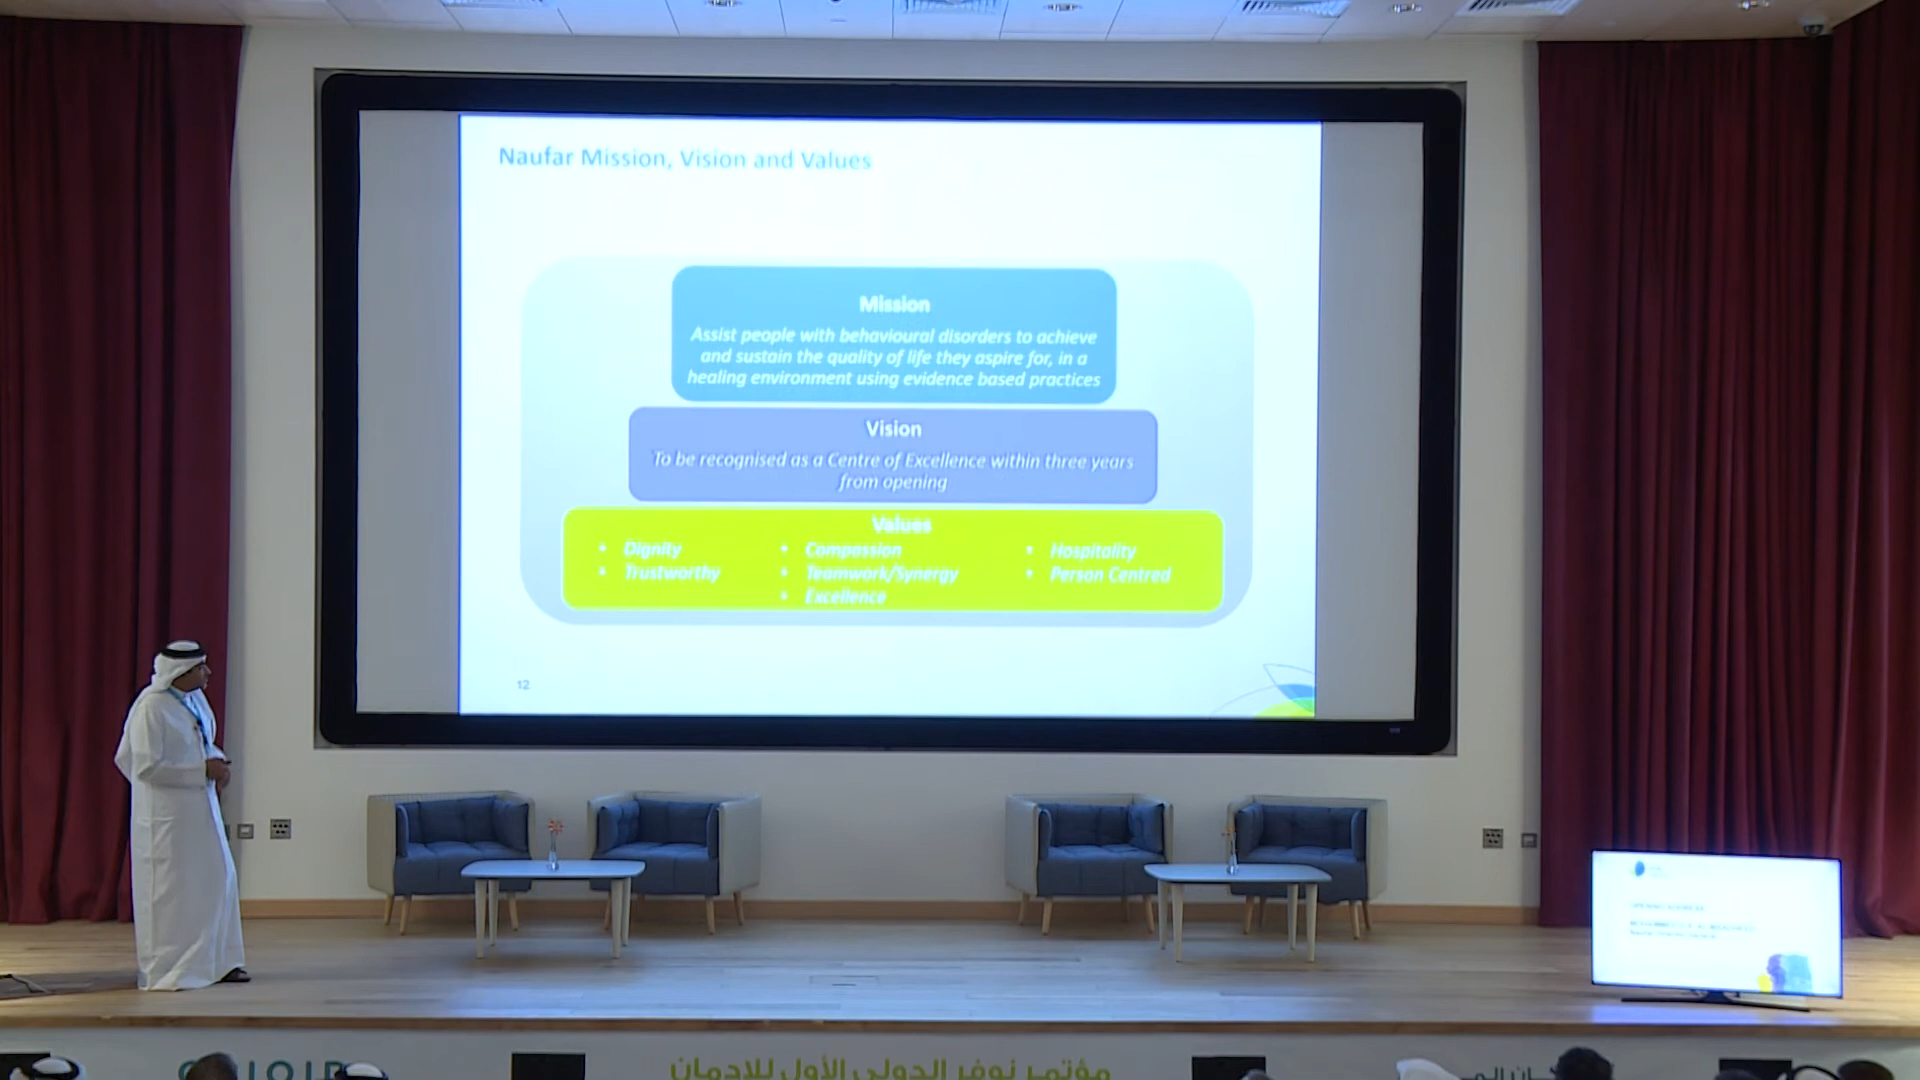 Naufar Mission, Vision and Values
Mission
Assist people with behavioural disorders to achieve
and sustain the quality of life they aspire for, in a
healing environment using evidence based practices
Vision
To be recognised as a Centre of Excellence within three years
from opening
Values
• Dignity
• Trustworthy
• Compassion
• Teamwork/Synergy
• Excellence
• Hospitality
• Person Centred
12
مؤتمر نوفر الدولي الأول للادمان